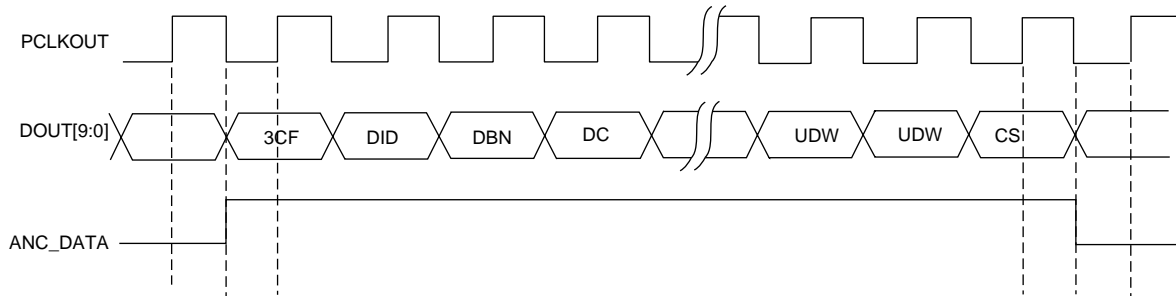 PCLKOUT
DOUT[9:0]
3CF DID DBN DC UDW UDW CS
ANC_DATA